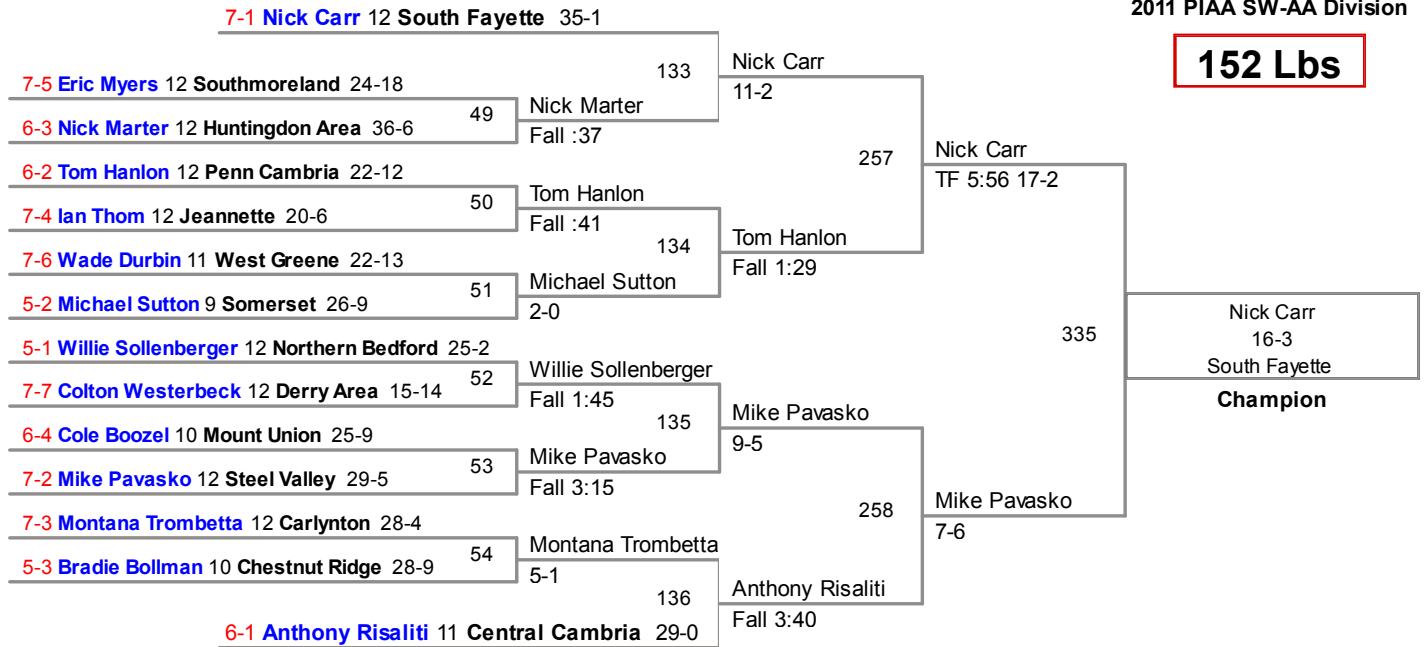 2011 PIAA SW-AA Division
152 Lbs
7-1 Nick Carr 12 South Fayette 35-1
7-5 Eric Myers 12 Southmoreland 24-18
6-3 Nick Marter 12 Huntingdon Area 36-6
6-2 Tom Hanlon 12 Penn Cambria 22-12
7-4 Ian Thom 12 Jeannette 20-6
7-6 Wade Durbin 11 West Greene 22-13
5-2 Michael Sutton 9 Somerset 26-9
5-1 Willie Sollenberger 12 Northern Bedford 25-2
7-7 Colton Westerbeck 12 Derry Area 15-14
6-4 Cole Boozel 10 Mount Union 25-9
7-2 Mike Pavasko 12 Steel Valley 29-5
7-3 Montana Trombetta 12 Carlynton 28-4
5-3 Bradie Bollman 10 Chestnut Ridge 28-9
6-1 Anthony Risaliti 11 Central Cambria 29-0
49
50
51
52
53
54
Nick Marter
Fall :37
Tom Hanlon
Fall :41
Michael Sutton
2-0
Willie Sollenberger
Fall 1:45
Mike Pavasko
Fall 3:15
Montana Trombetta
5-1
133
134
135
136
Nick Carr
11-2
Tom Hanlon
Fall 1:29
Mike Pavasko
9-5
Anthony Risaliti
Fall 3:40
257
258
Nick Carr
TF 5:56 17-2
Mike Pavasko
7-6
335
Nick Carr
16-3
South Fayette
Champion